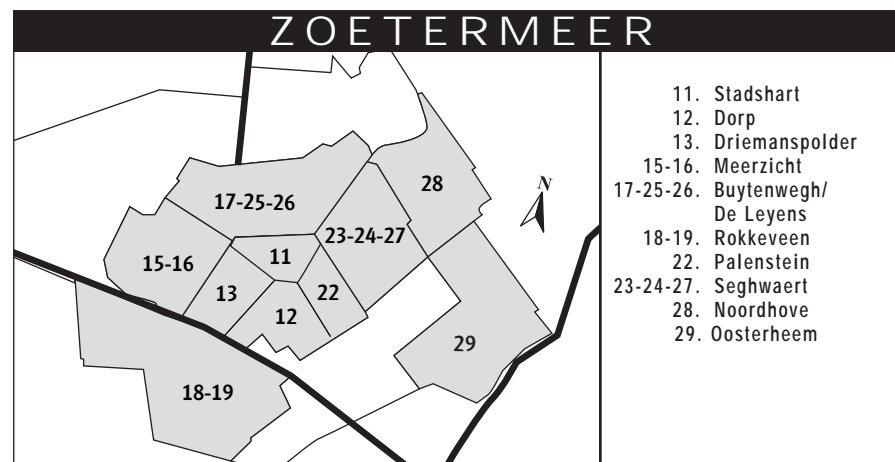 ZOETERMEER
28
N
17-25-26
23-24-27
11
15-16
13
22
12
29
18-19
11. Stadshart
12. Dorp
13. Driemanspolder
15-16. Meerzicht
17-25-26. Buytenwegh/
De Leyens
18-19. Rokkeveen
22. Palenstein
23-24-27. Seghwaert
28. Noordhove
29. Oosterheem